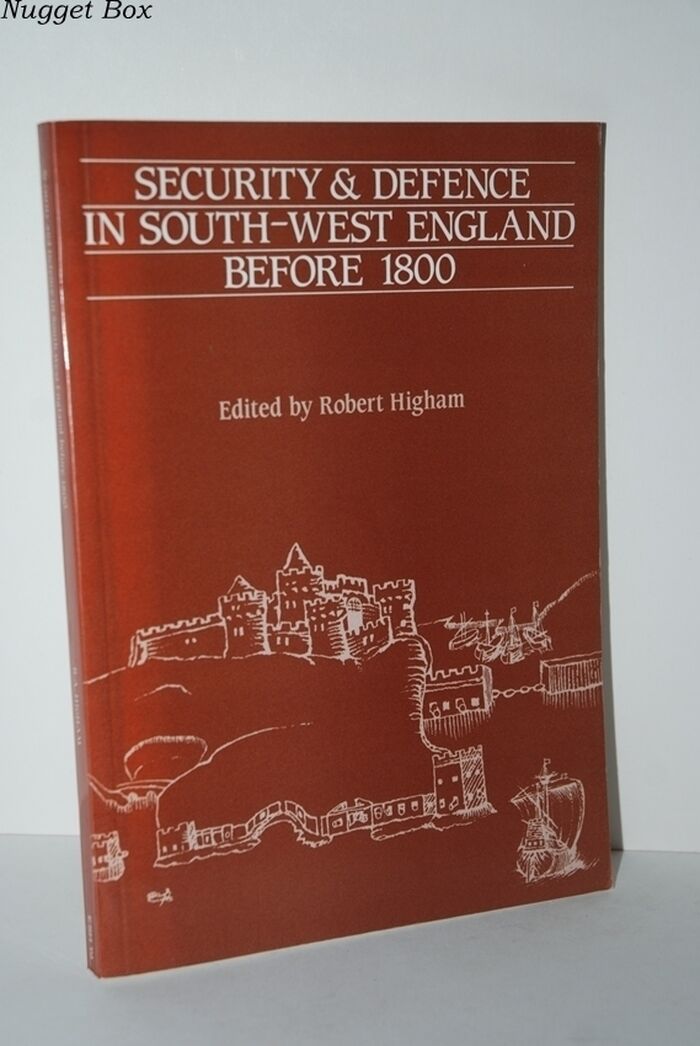 Nugget Box
SECURITY & DEFENCE
IN SOUTH-WEST ENGLAND
BEFORE 1800
Edited by Robert Higham